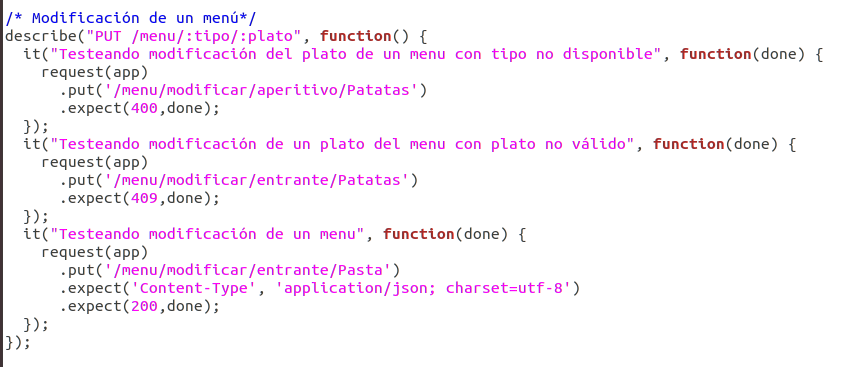 /* Modificación de un menú*/
describe("PUT /menu/:tipo/:plato", function() {
  it("Testeando modificación del plato de un menu con tipo no disponible", function(done) {
    request(app)
      .put('/menu/modificar/aperitivo/Patatas')
      .expect(400,done);
  });
  it("Testeando modificación de un plato del menu con plato no válido", function(done) {
    request(app)
      .put('/menu/modificar/entrante/Patatas')
      .expect(409,done);
  });
  it("Testeando modificación de un menu", function(done) {
    request(app)
      .put('/menu/modificar/entrante/Pasta')
      .expect('Content-Type', 'application/json; charset=utf-8')
      .expect(200,done);
  });
});